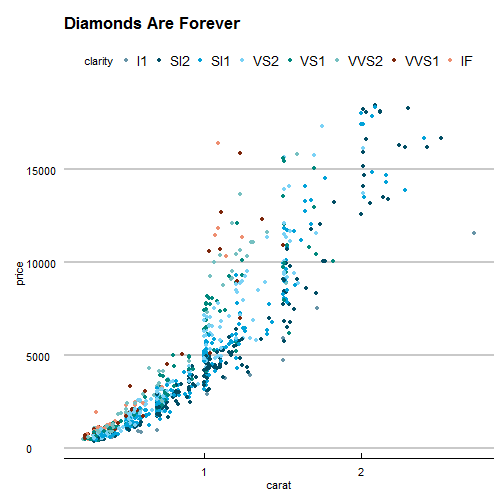 Diamonds Are Forever
clarity I1 SI2 SI1 VS2 VS1 VVS2 VVS1 IF
15000
10000
price
5000
0
1 2
carat